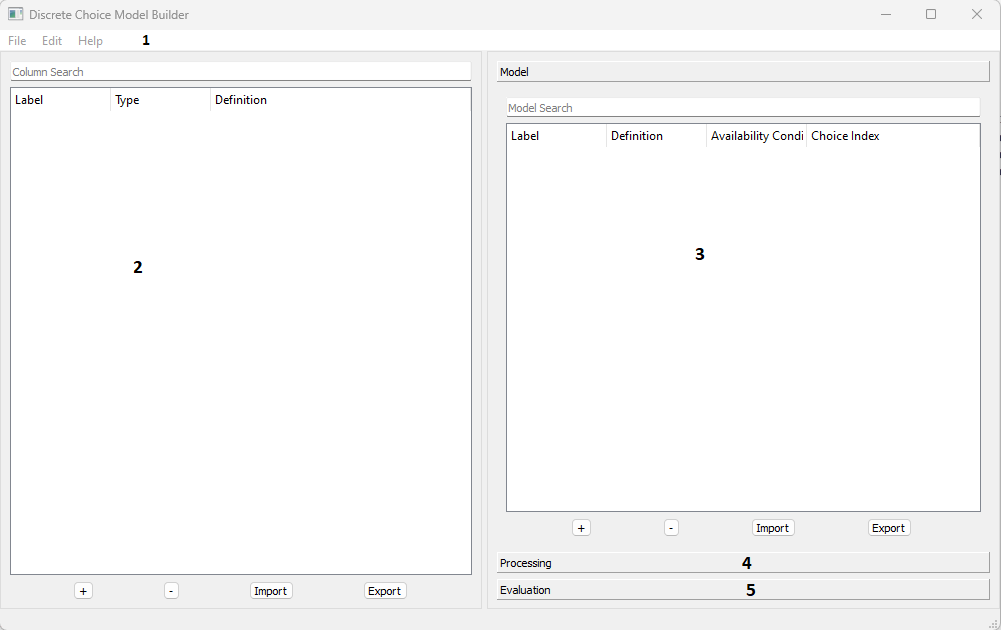 Discrete Choice Model Builder
File Edit Help 1
Column Search
Label Type Definition
2
+ - Import Export
Model
Model Search
Label Definition Availability Condi Choice Index
3
+ - Import Export
Processing 4
Evaluation 5